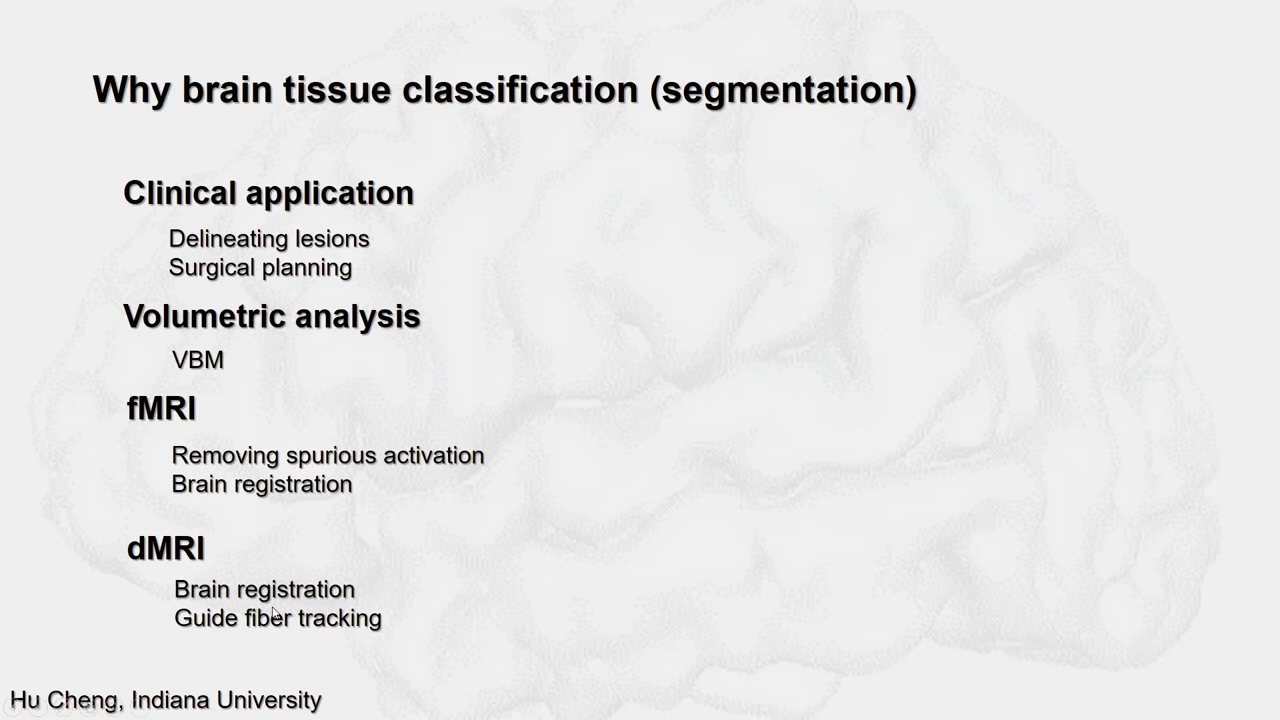 Why brain tissue classification (segmentation)
Clinical application
Delineating lesions
Surgical planning
Volumetric analysis
VBM
fMRI
Removing spurious activation
Brain registration
dMRI
Brain registration
Guide fiber tracking
Hu Cheng, Indiana University